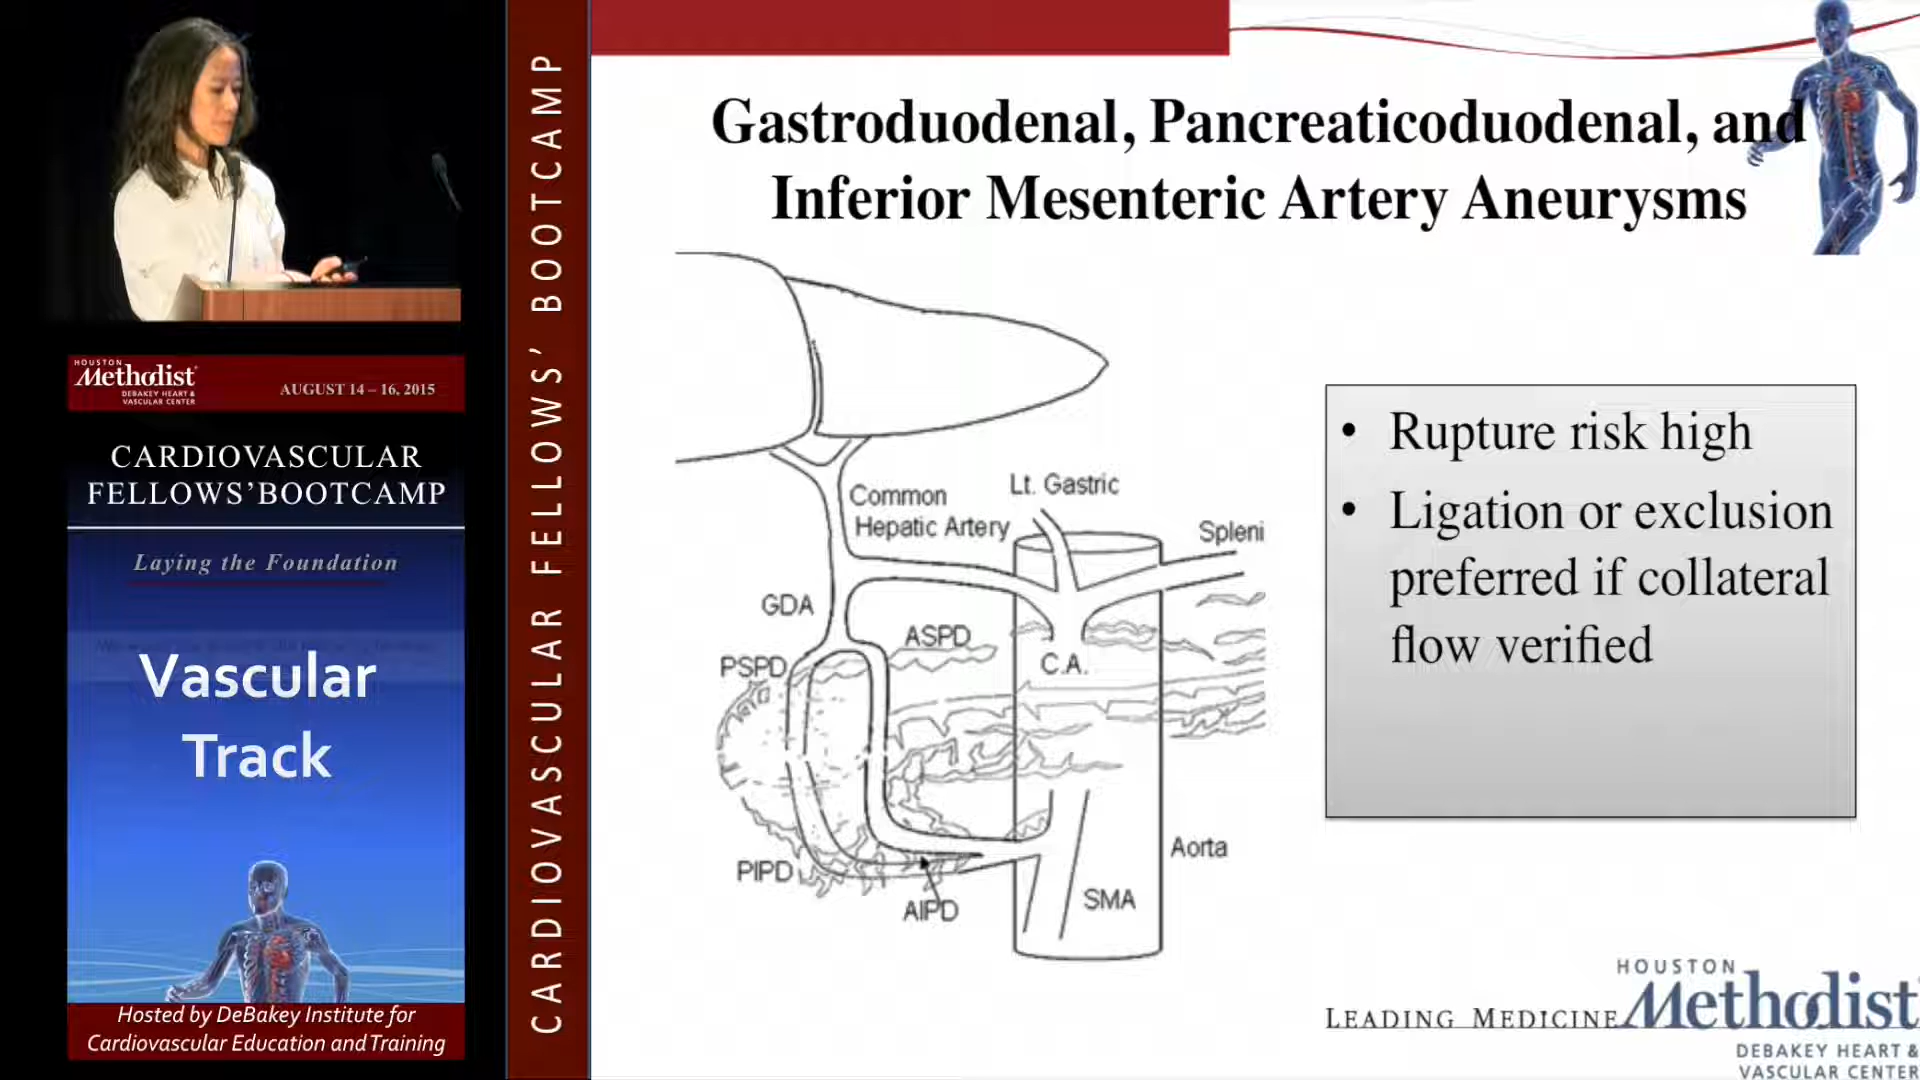 HOUSTON
Methodist
DEBAKEY HEART &
VASCULAR CENTER
AUGUST 14 – 16, 2015
CARDIOVASCULAR
FELLOWS'BOOTCAMP
Laying the Foundation
Vascular
Track
Hosted by DeBakey Institute for
Cardiovascular Education and Training
CARDIOVASCULAR FELLOWS' BOOTCAMP
Gastroduodenal, Pancreaticoduodenal, and
Inferior Mesenteric Artery Aneurysms
Common
Hepatic Artery
Lt. Gastric
Spleni
GDA
ASPD
PSPD
C.A.
PIPD
AIPD
SMA
Aorta
• Rupture risk high
• Ligation or exclusion
preferred if collateral
flow verified
LEADING MEDICINE
HOUSTON
Methodist
DEBAKEY HEART &
VASCULAR CENTER